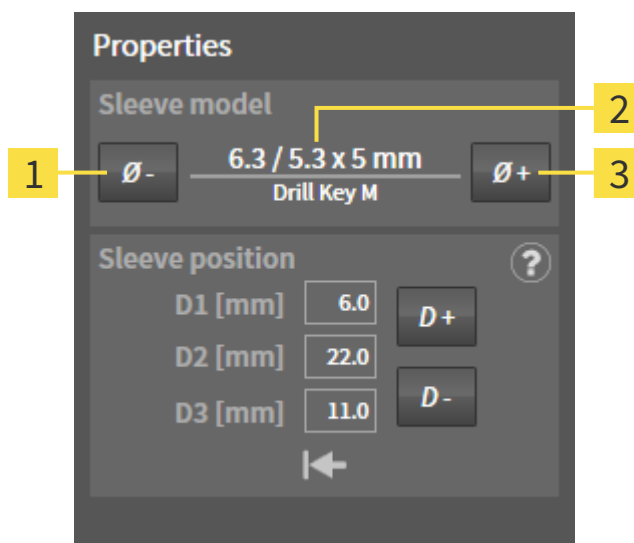 Properties
Sleeve model
2
1
Ø -
6.3 / 5.3 x 5 mm
Ø +
3
Drill Key M
Sleeve position
?
D1 [mm]
6.0
D +
D2 [mm]
22.0
D3 [mm]
11.0
D -